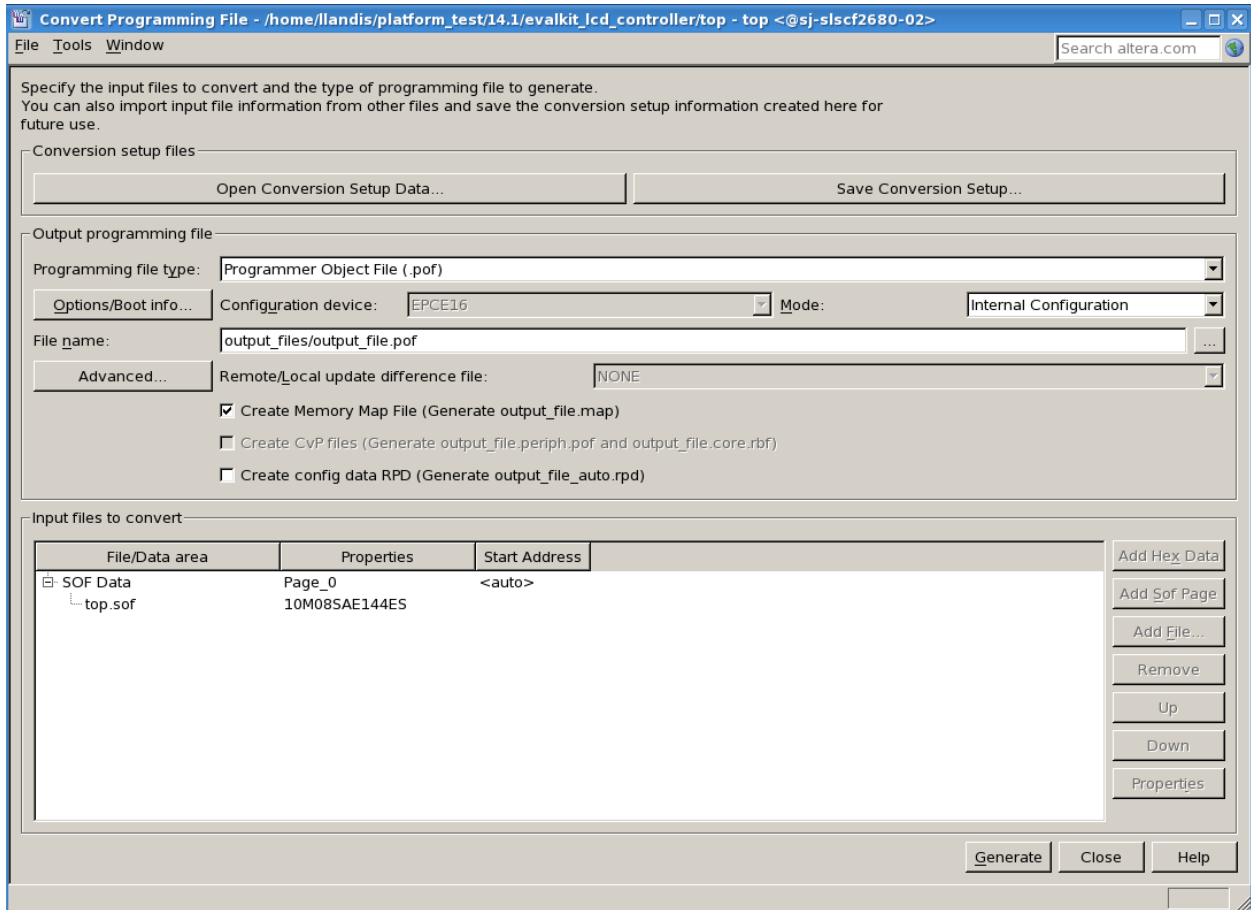 Convert Programming File - /home/llandis/platform_test/14.1/evalkit_lcd_controller/top - top <@sj-slscf2680-02>
File Tools Window Search altera.com
Specify the input files to convert and the type of programming file to generate.
You can also import input file information from other files and save the conversion setup information created here for
future use.
Conversion setup files
Open Conversion Setup Data... Save Conversion Setup...
Output programming file
Programming file type: Programmer Object File (.pof)
Options/Boot info... Configuration device: EPCE16 Mode: Internal Configuration
File name: output_files/output_file.pof ...
Advanced... Remote/Local update difference file: NONE
Create Memory Map File (Generate output_file.map)
Create CvP files (Generate output_file.periph.pof and output_file.core.rbf)
Create config data RPD (Generate output_file_auto.rpd)
Input files to convert
File/Data area Properties Start Address Add Hex Data
SOF Data Page_0 <auto> Add Sof Page
top.sof 10M08SAE144ES
Add File...
Remove
Up
Down
Properties
Generate Close Help